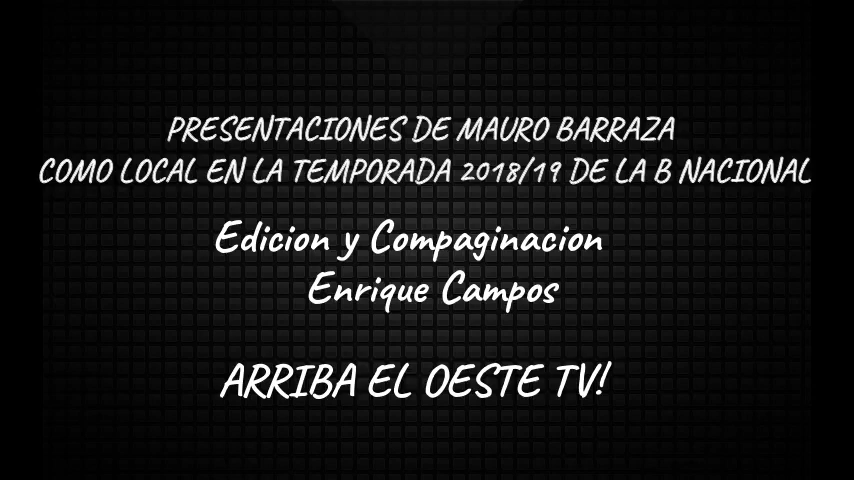 PRESENTACIONES DE MAURO BARRAZA
COMO LOCAL EN LA TEMPORADA 2018/19 DE LA B NACIONAL
Edicion y Compaginacion
Enrique Campos
ARRIBA EL OESTE TV!